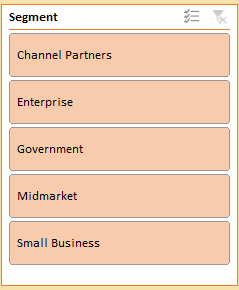 Segment
Channel Partners
Enterprise
Government
Midmarket
Small Business